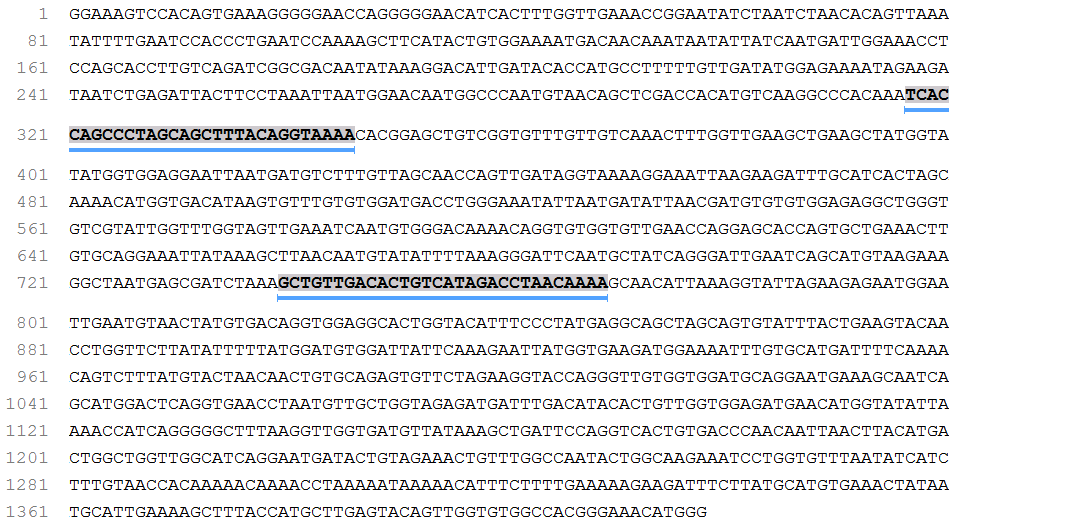 1 GGAAAGTCCACAGTGAAAGGGGGAACCAGGGGGAACATCACTTTGGTTGAAACCGGAATATCTAATCTAACACAGTTAAA
81 TATTTTGAATCCACCCTGAATCCAAAAGCTTCATACTGTGGAAAATGACAACAAATAATATTATCAATGATTGGAAACCT
161 CCAGCACCTTGTCAGATCGGCGACAATATAAAGGACATTGATACACCATGCCTTTTTGTTGATATGGAGAAAATAGAAGA
241 TAATCTGAGATTACTTCCTAAATTAATGGAACAATGGCCCAATGTAACAGCTCGACCACATGTCAAGGCCCACAAATCAC
321 CAGCCCTAGCAGCTTTACAGGTAAAACACGGAGCTGTCGGTGTTTGTTGTCAAACTTTGGTTGAAGCTGAAGCTATGGTA
401 TATGGTGGAGGAATTAATGATGTCTTTGTTAGCAACCAGTTGATAGGTAAAAGGAAATTAAGAAGATTTGCATCACTAGC
481 AAAACATGGTGACATAAGTGTTTGTGTGGATGACCTGGGAAATATTAATGATATTAACGATGTGTGTGGAGAGGCTGGGT
561 GTCGTATTGGTTTGGTAGTTGAAATCAATGTGGGACAAAACAGGTGTGGTGTTGAACCAGGAGCACCAGTGCTGAAACTT
641 GTGCAGGAAATTATAAAGCTTAACAATGTATATTTTAAAGGGATTCAATGCTATCAGGGATTGAATCAGCATGTAAGAAA
721 GGCTAATGAGCGATCTAAAGCTGTTGACACTGTCATAGACCTAACAAAAGCAACATTAAAGGTATTAGAAGAGAATGGAA
801 TTGAATGTAACTATGTGACAGGTGGAGGCACTGGTACATTTCCCTATGAGGCAGCTAGCAGTGTATTTACTGAAGTACAA
881 CCTGGTTCTTATATTTTTATGGATGTGGATTATTCAAAGAATTATGGTGAAGATGGAAAATTTGTGCATGATTTTCAAAA
961 CAGTCTTTATGTACTAACAACTGTGCAGAGTGTTCTAGAAGGTACCAGGGTTGTGGTGGATGCAGGAATGAAAGCAATCA
1041 GCATGGACTCAGGTGAACCTAATGTTGCTGGTAGAGATGATTTGACATACACTGTTGGTGGAGATGAACATGGTATATTA
1121 AAACCATCAGGGGGCTTTAAGGTTGGTGATGTTATAAAGCTGATTCCAGGTCACTGTGACCCAACAATTAACTTACATGA
1201 CTGGCTGGTTGGCATCAGGAATGATACTGTAGAAACTGTTTGGCCAATACTGGCAAGAAATCCTGGTGTTTAATATCATC
1281 TTTGTAACCACAAAAACAAAACCTAAAAATAAAAACATTTCTTTTGAAAAAGAAGATTTCTTATGCATGTGAAACTATAA
1361 TGCATTGAAAAGCTTTACCATGCTTGAGTACAGTTGGTGTGGCCACGGGAAACATGGG